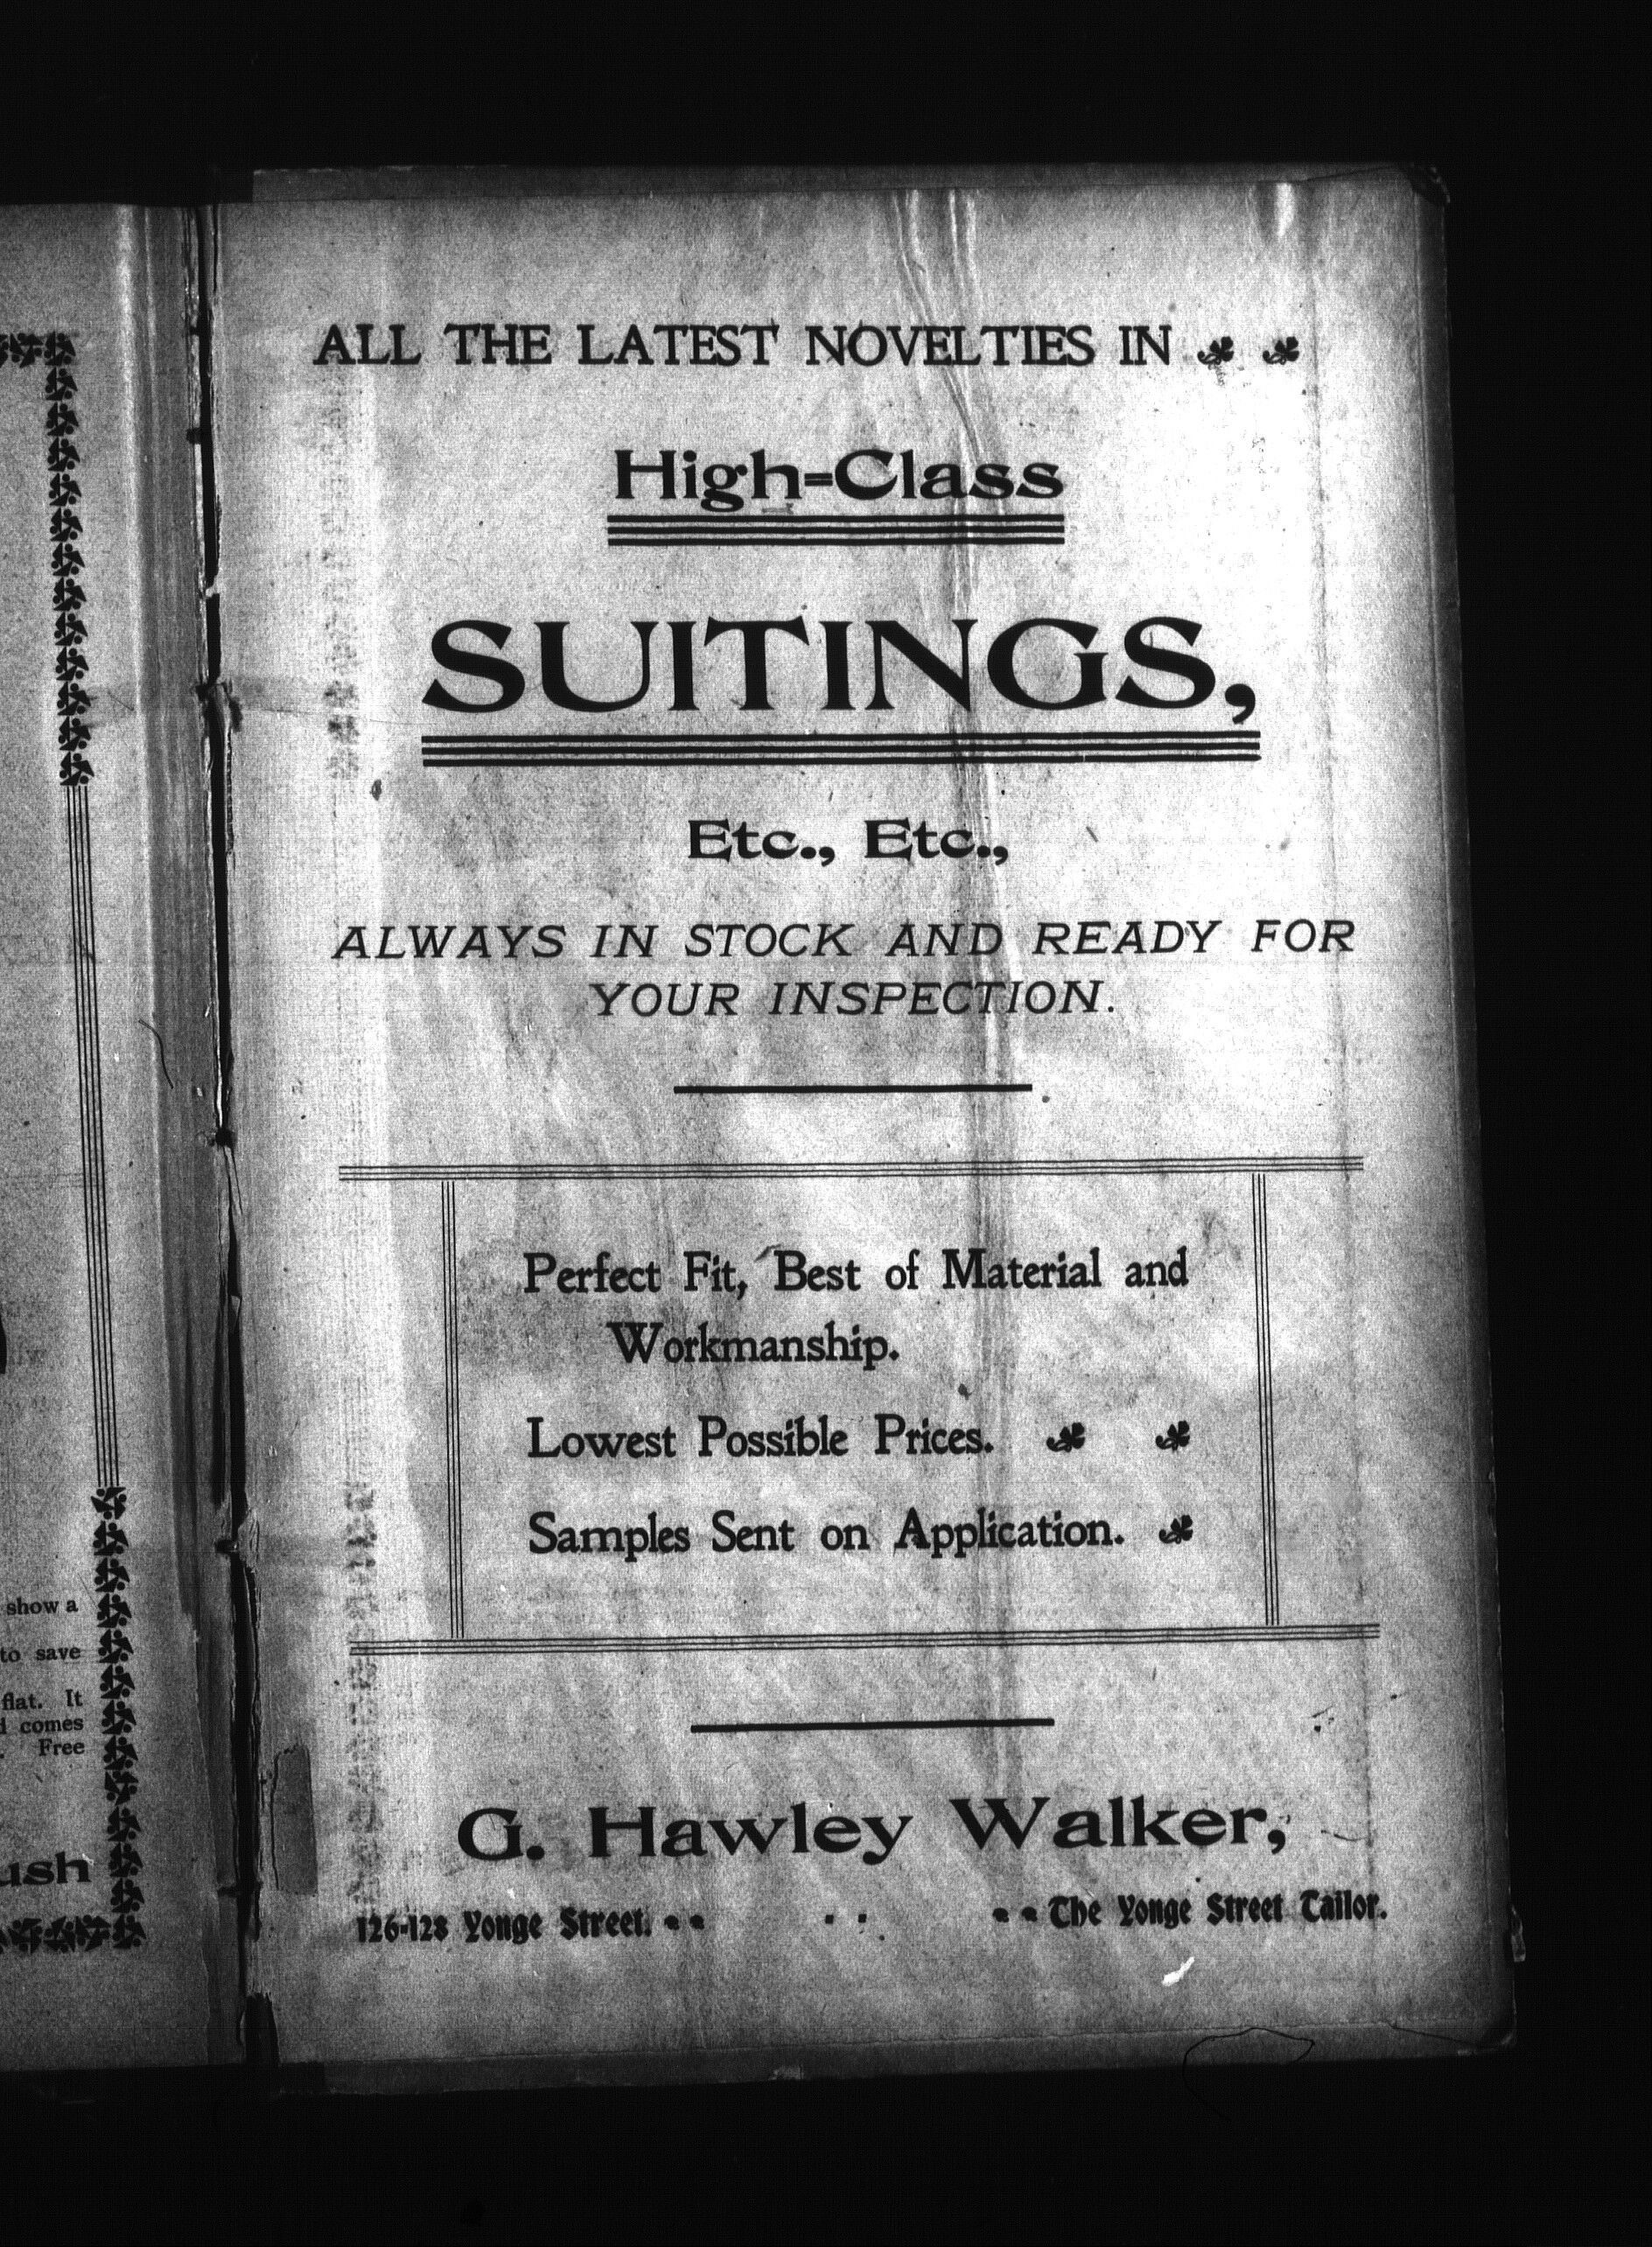 ALL THE LATEST NOVELTIES IN
High-Class
SUITINGS,
Etc., Etc.,
ALWAYS IN STOCK AND READY FOR
YOUR INSPECTION.
Perfect Fit, Best of Material and
Workmanship.
Lowest Possible Prices.
Samples Sent on Application.
G. Hawley Walker,
126-128 Yonge Street. The Yonge Street Tailor.
show a
to save
flat. It
comes
Free